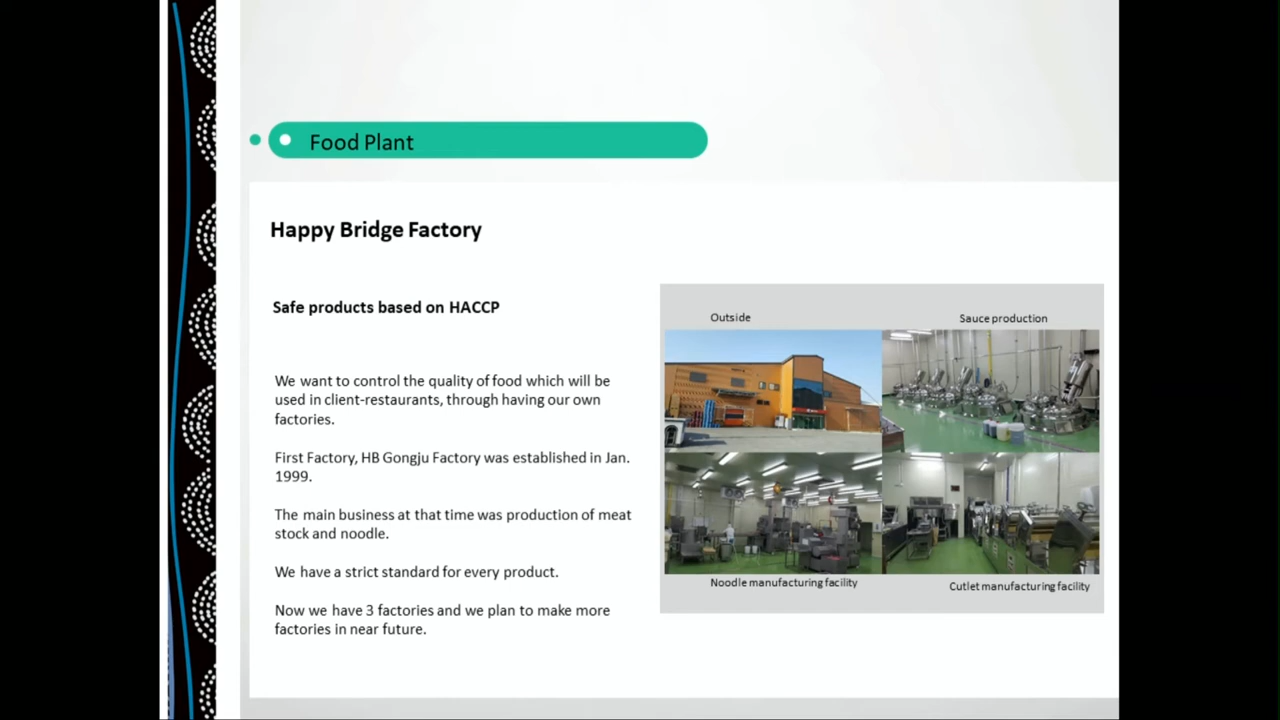 Food Plant
Happy Bridge Factory
Safe products based on HACCP
We want to control the quality of food which will be
used in client-restaurants, through having our own
factories.
First Factory, HB Gongju Factory was established in Jan.
1999.
The main business at that time was production of meat
stock and noodle.
We have a strict standard for every product.
Now we have 3 factories and we plan to make more
factories in near future.
Outside
Sauce production
Noodle manufacturing facility
Cutlet manufacturing facility